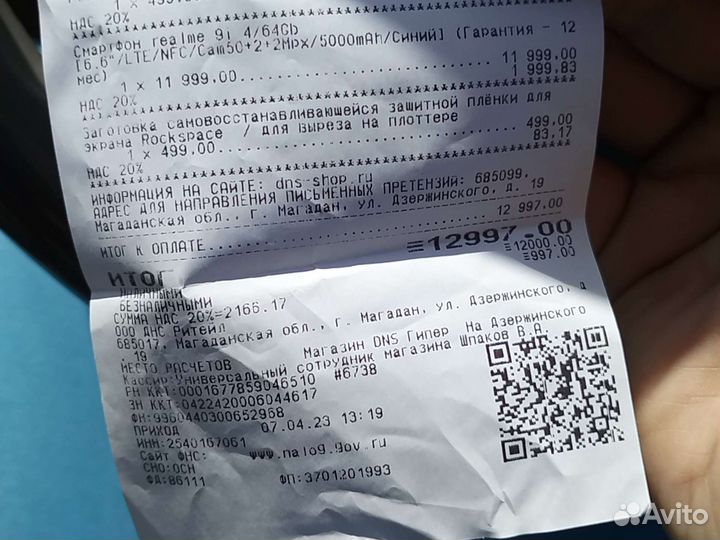 1 x 499.00
НДС 20%
Смартфон realme 9i 4/64Gb
[6.6"/LTE/NFC/Cam50+2+2Mpx/5000mAh/Синий] (Гарантия - 12
мес)
1 x 11 999.00 11 999.00
НДС 20% 1 999,83
Заготовка самовосстанавливающейся защитной плёнки для
экрана Rockspace / для выреза на плоттере
1 x 499.00 499.00
НДС 20% 83,17
ИНФОРМАЦИЯ НА САЙТЕ: dns-shop.ru
АДРЕС ДЛЯ НАПРАВЛЕНИЯ ПИСЬМЕННЫХ ПРЕТЕНЗИЙ: 685099,
Магаданская обл., г. Магадан, ул. Дзержинского, д. 19
ИТОГ К ОПЛАТЕ 12 997.00
ИТОГ ≡12997.00
НАЛИЧНЫМИ ≡12000.00
БЕЗНАЛИЧНЫМИ ≡997.00
СУММА НДС 20%=2166.17
ООО ДНС Ритейл
685017, Магаданская обл., г. Магадан, ул. Дзержинского, д
. 19
МЕСТО РАСЧЕТОВ Магазин DNS Гипер На Дзержинского
Кассир:Универсальный сотрудник магазина Шпаков В.А.
РН ККТ:0001677859046510 #6738
ЗН ККТ:0422420006044617
ФН:9960440300652968
ПРИХОД 07.04.23 13:19
ИНН:2540167061
Сайт ФНС: www.nalog.gov.ru
СНО:ОСН
ФД:86111 ФП:3701201993
Avito